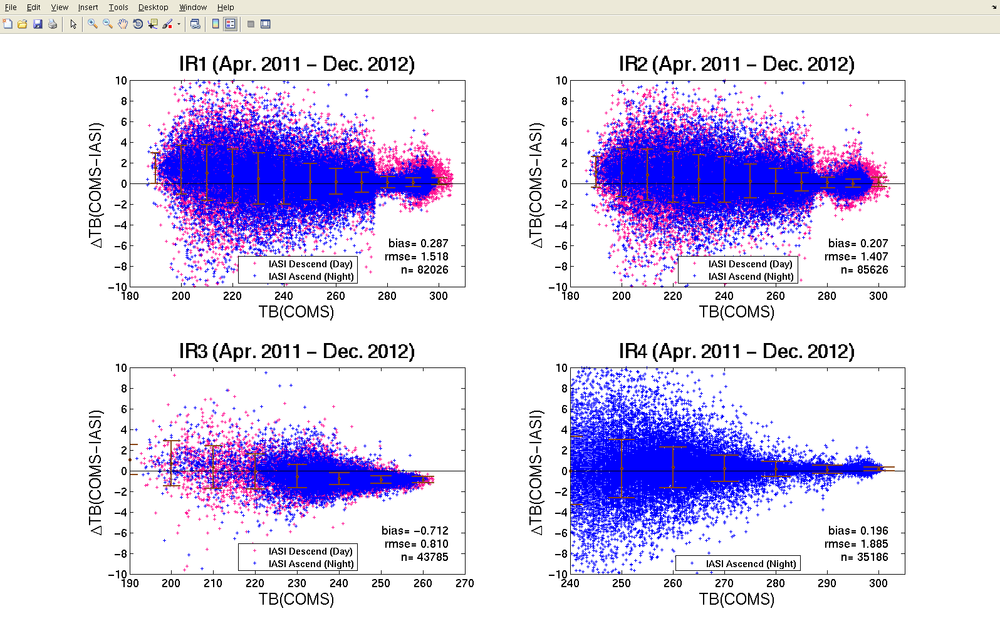 File Edit View Insert Tools Desktop Window Help
IR1 (Apr. 2011 – Dec. 2012)
10
8
6
4
2
0
−2
−4
−6
−8
−10
ΔTB(COMS−IASI)
bias= 0.287
rmse= 1.518
n= 82026
IASI Descend (Day)
IASI Ascend (Night)
180 200 220 240 260 280 300
TB(COMS)
IR2 (Apr. 2011 – Dec. 2012)
10
8
6
4
2
0
−2
−4
−6
−8
−10
ΔTB(COMS−IASI)
bias= 0.207
rmse= 1.407
n= 85626
IASI Descend (Day)
IASI Ascend (Night)
180 200 220 240 260 280 300
TB(COMS)
IR3 (Apr. 2011 – Dec. 2012)
10
8
6
4
2
0
−2
−4
−6
−8
−10
ΔTB(COMS−IASI)
bias= −0.712
rmse= 0.810
n= 43785
IASI Descend (Day)
IASI Ascend (Night)
190 200 210 220 230 240 250 260 270
TB(COMS)
IR4 (Apr. 2011 – Dec. 2012)
10
8
6
4
2
0
−2
−4
−6
−8
−10
ΔTB(COMS−IASI)
bias= 0.196
rmse= 1.885
n= 35186
IASI Ascencd (Night)
240 250 260 270 280 290 300
TB(COMS)